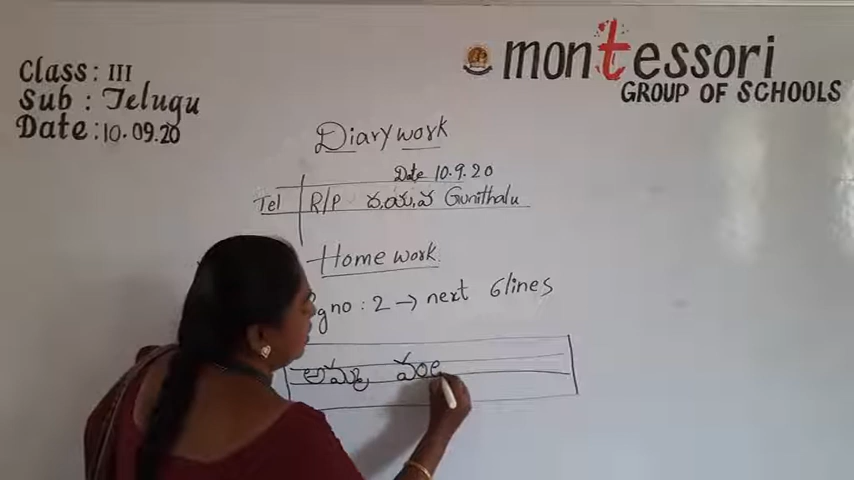 montessori
GROUP OF SCHOOLS
Class : III
Sub : Telugu
Date : 10.09.20
Diary work
Date 10.9.20
Tel R/P ద,య,వ Gunithalu
Home work
Pg no : 2 → next 6 lines
అమ్మ వం